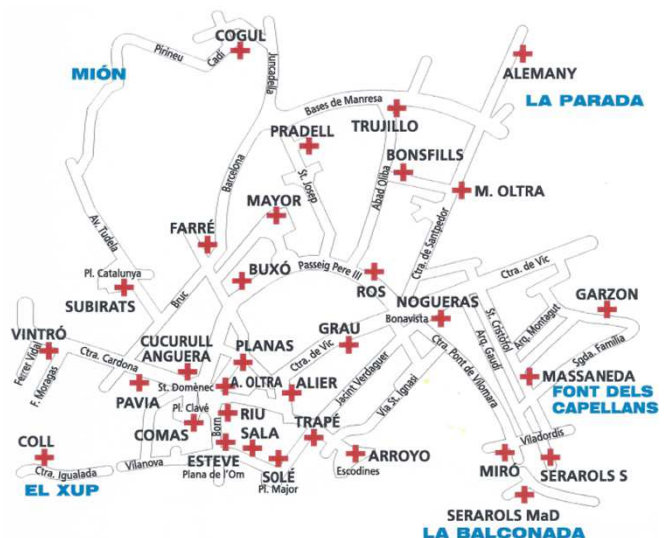 COGUL
Pirineu
Cadí
Juncadella
MIÓN
ALEMANY
LA PARADA
Bases de Manresa
TRUJILLO
PRADELL
BONSFILLS
Barcelona
St. Josep
Abad Oliba
M. OLTRA
MAYOR
FARRÉ
Av. Tudela
Ctra. de Santpedor
Passeig Pere III
Ctra. de Vic
Pl. Catalunya
BUXÓ
ROS
SUBIRATS
Bruc
NOGUERAS
Bonavista
St. Cristofol
GARZON
Arq. Montagut
VINTRÓ
CUCURULL
ANGUERA
PLANAS
GRAU
Ctra. de Vic
Arq. Gaudí
Sgda. Familia
Ferrer Vidal
Ctra. Cardona
Ctra. Pont de Vilomara
F. Moragas
St. Domènec
A. OLTRA
ALIER
Jacint Verdaguer
MASSANEDA
PAVIA
Via St. Ignasi
FONT DELS
CAPELLANS
Pl. Clavé
RIU
COMAS
Born
SALA
TRAPÉ
Viladordis
COLL
Vilanova
ESTEVE
SOLÉ
ARROYO
MIRÓ
SERAROLS S
Ctra. Igualada
Plana de l'Om
Pl. Major
Escodines
EL XUP
SERAROLS MaD
LA BALCONADA